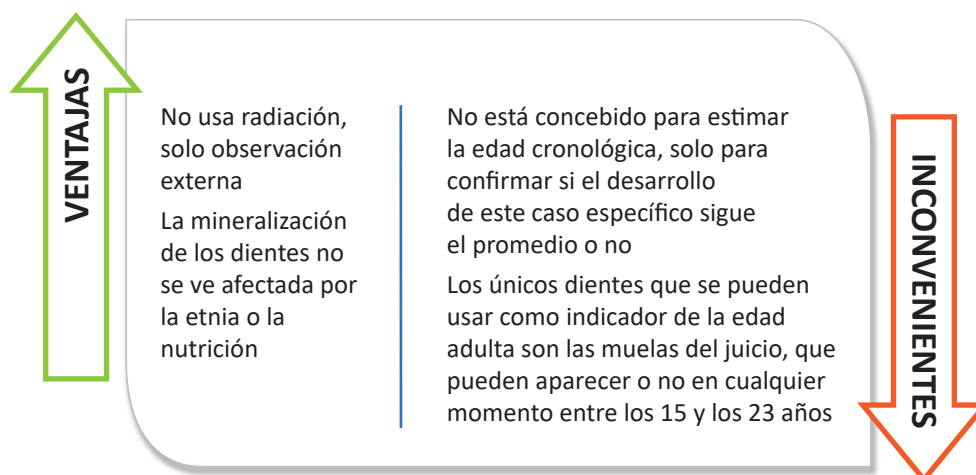 VENTAJAS
No usa radiación,
solo observación
externa
La mineralización
de los dientes no
se ve afectada por
la etnia o la
nutrición
No está concebido para estimar
la edad cronológica, solo para
confirmar si el desarrollo
de este caso específico sigue
el promedio o no
Los únicos dientes que se pueden
usar como indicador de la edad
adulta son las muelas del juicio, que
pueden aparecer o no en cualquier
momento entre los 15 y los 23 años
INCONVENIENTES